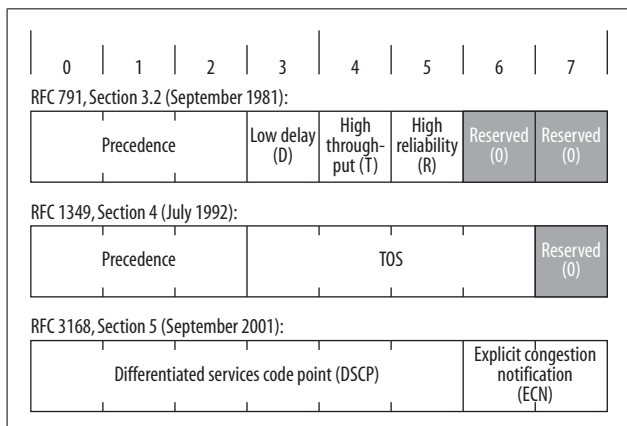 0 1 2 3 4 5 6 7
RFC 791, Section 3.2 (September 1981):
Precedence
Low delay
(D)
High
through-
put (T)
High
reliability
(R)
Reserved
(0)
Reserved
(0)
RFC 1349, Section 4 (July 1992):
Precedence
TOS
Reserved
(0)
RFC 3168, Section 5 (September 2001):
Differentiated services code point (DSCP)
Explicit congestion
notification
(ECN)